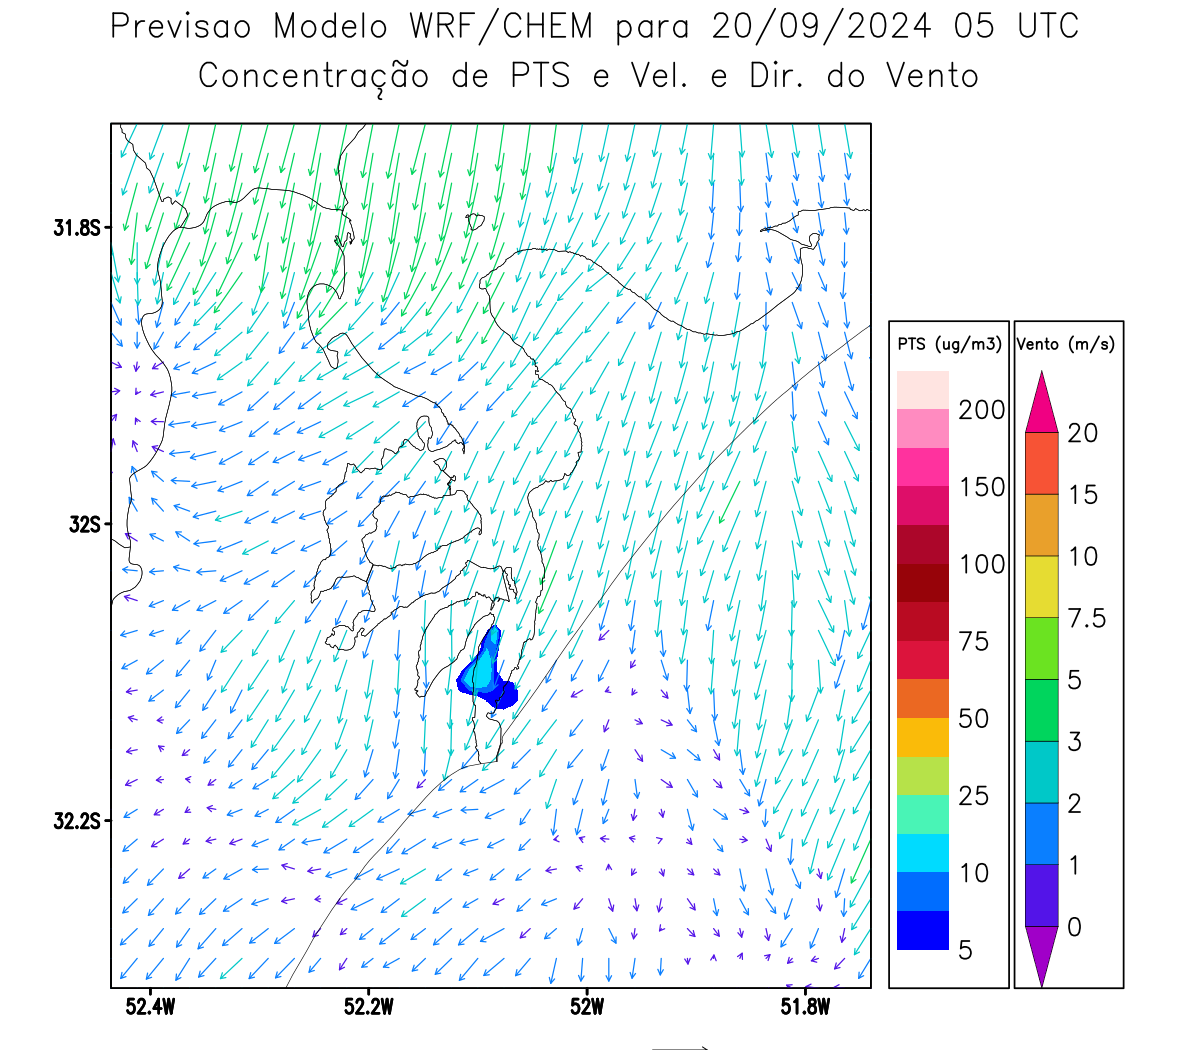 Previsao Modelo WRF/CHEM para 20/09/2024 05 UTC
Concentração de PTS e Vel. e Dir. do Vento
31.8S
32S
32.2S
52.4W
52.2W
52W
51.8W
PTS (ug/m3)
200
150
100
75
50
25
10
5
Vento (m/s)
20
15
10
7.5
5
3
2
1
0